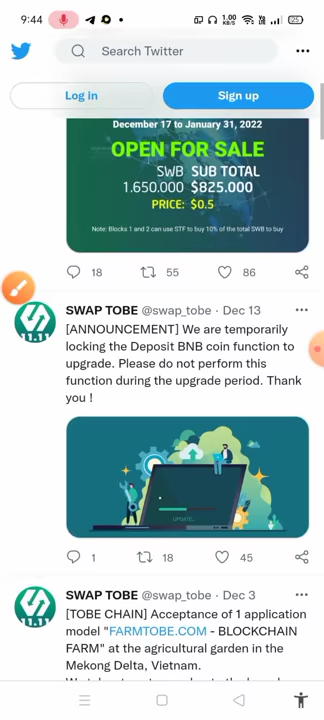 9:44
1.00
KB/S
25
Search Twitter
Log in
Sign up
December 17 to January 31, 2022
OPEN FOR SALE
SWB SUB TOTAL
1.650.000 $825.000
PRICE: $0.5
Note: Blocks 1 and 2 can use STF to buy 10% of the total SWB to buy
18 55 86
SWAP TOBE @swap_tobe · Dec 13
[ANNOUNCEMENT] We are temporarily
locking the Deposit BNB coin function to
upgrade. Please do not perform this
function during the upgrade period. Thank
you !
UPDATE...
1 18 45
SWAP TOBE @swap_tobe · Dec 3
[TOBE CHAIN] Acceptance of 1 application
model "FARMTOBE.COM - BLOCKCHAIN
FARM" at the agricultural garden in the
Mekong Delta, Vietnam.